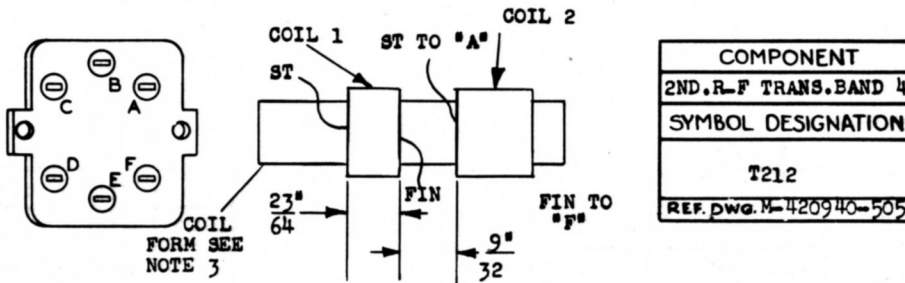 B
C
A
D
E
F
COIL 1
COIL 2
ST TO "A"
ST
FIN
FIN TO
"F"
23"
64
9"
32
COIL
FORM SEE
NOTE 3
COMPONENT
2ND.R-F TRANS.BAND 4
SYMBOL DESIGNATION
T212
REF. DWG. M-420940-505